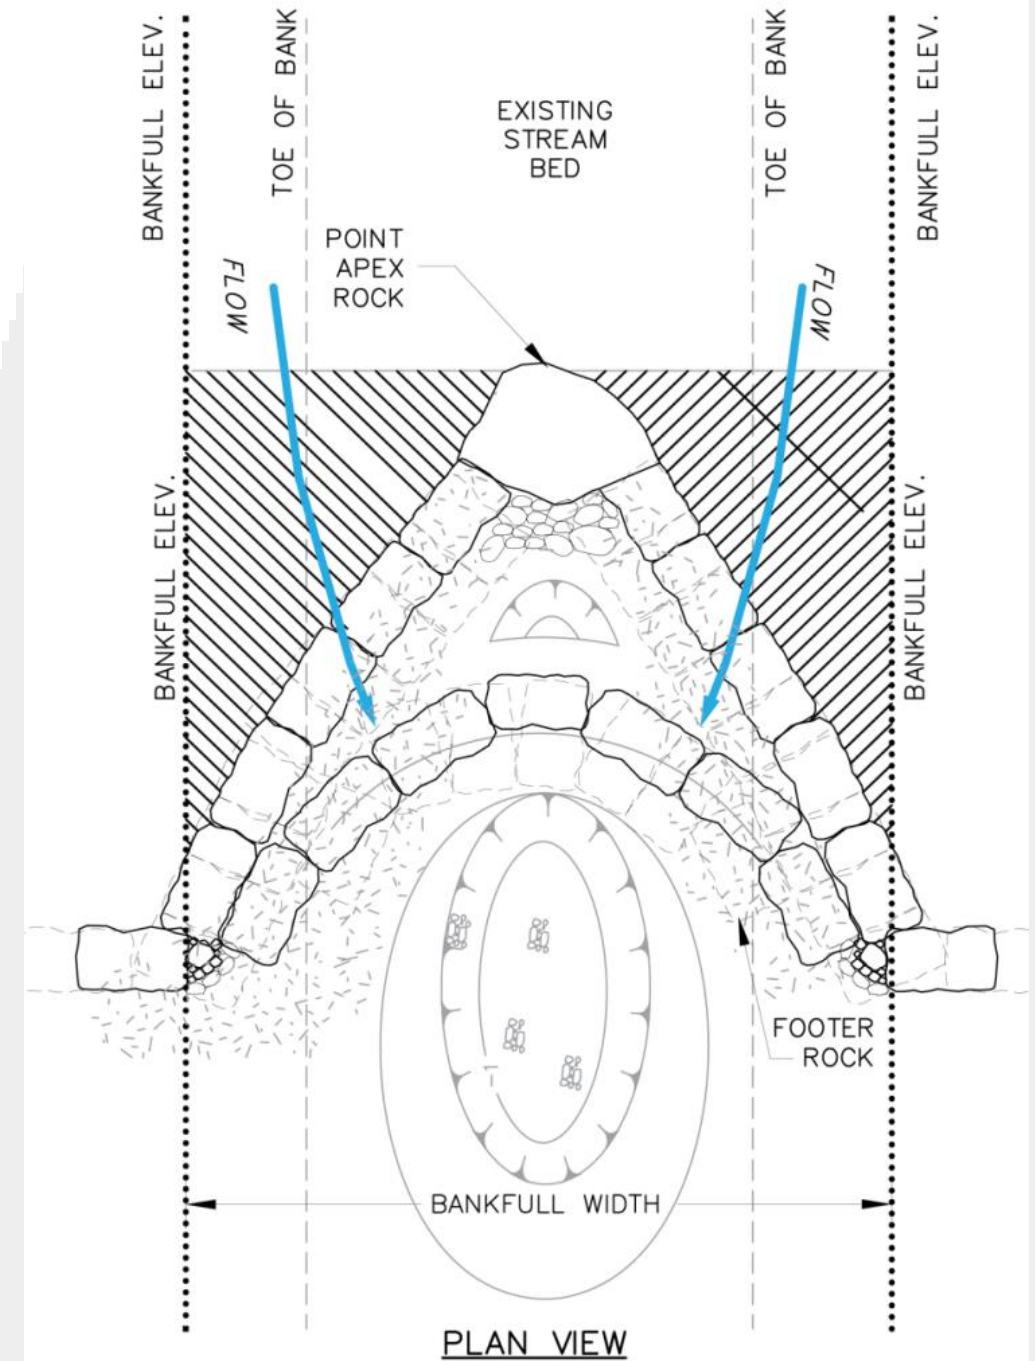 BANKFULL ELEV.
TOE OF BANK
EXISTING
STREAM
BED
TOE OF BANK
BANKFULL ELEV.
POINT
APEX
ROCK
FLOW
FLOW
BANKFULL ELEV.
BANKFULL ELEV.
FOOTER
ROCK
BANKFULL WIDTH
PLAN VIEW